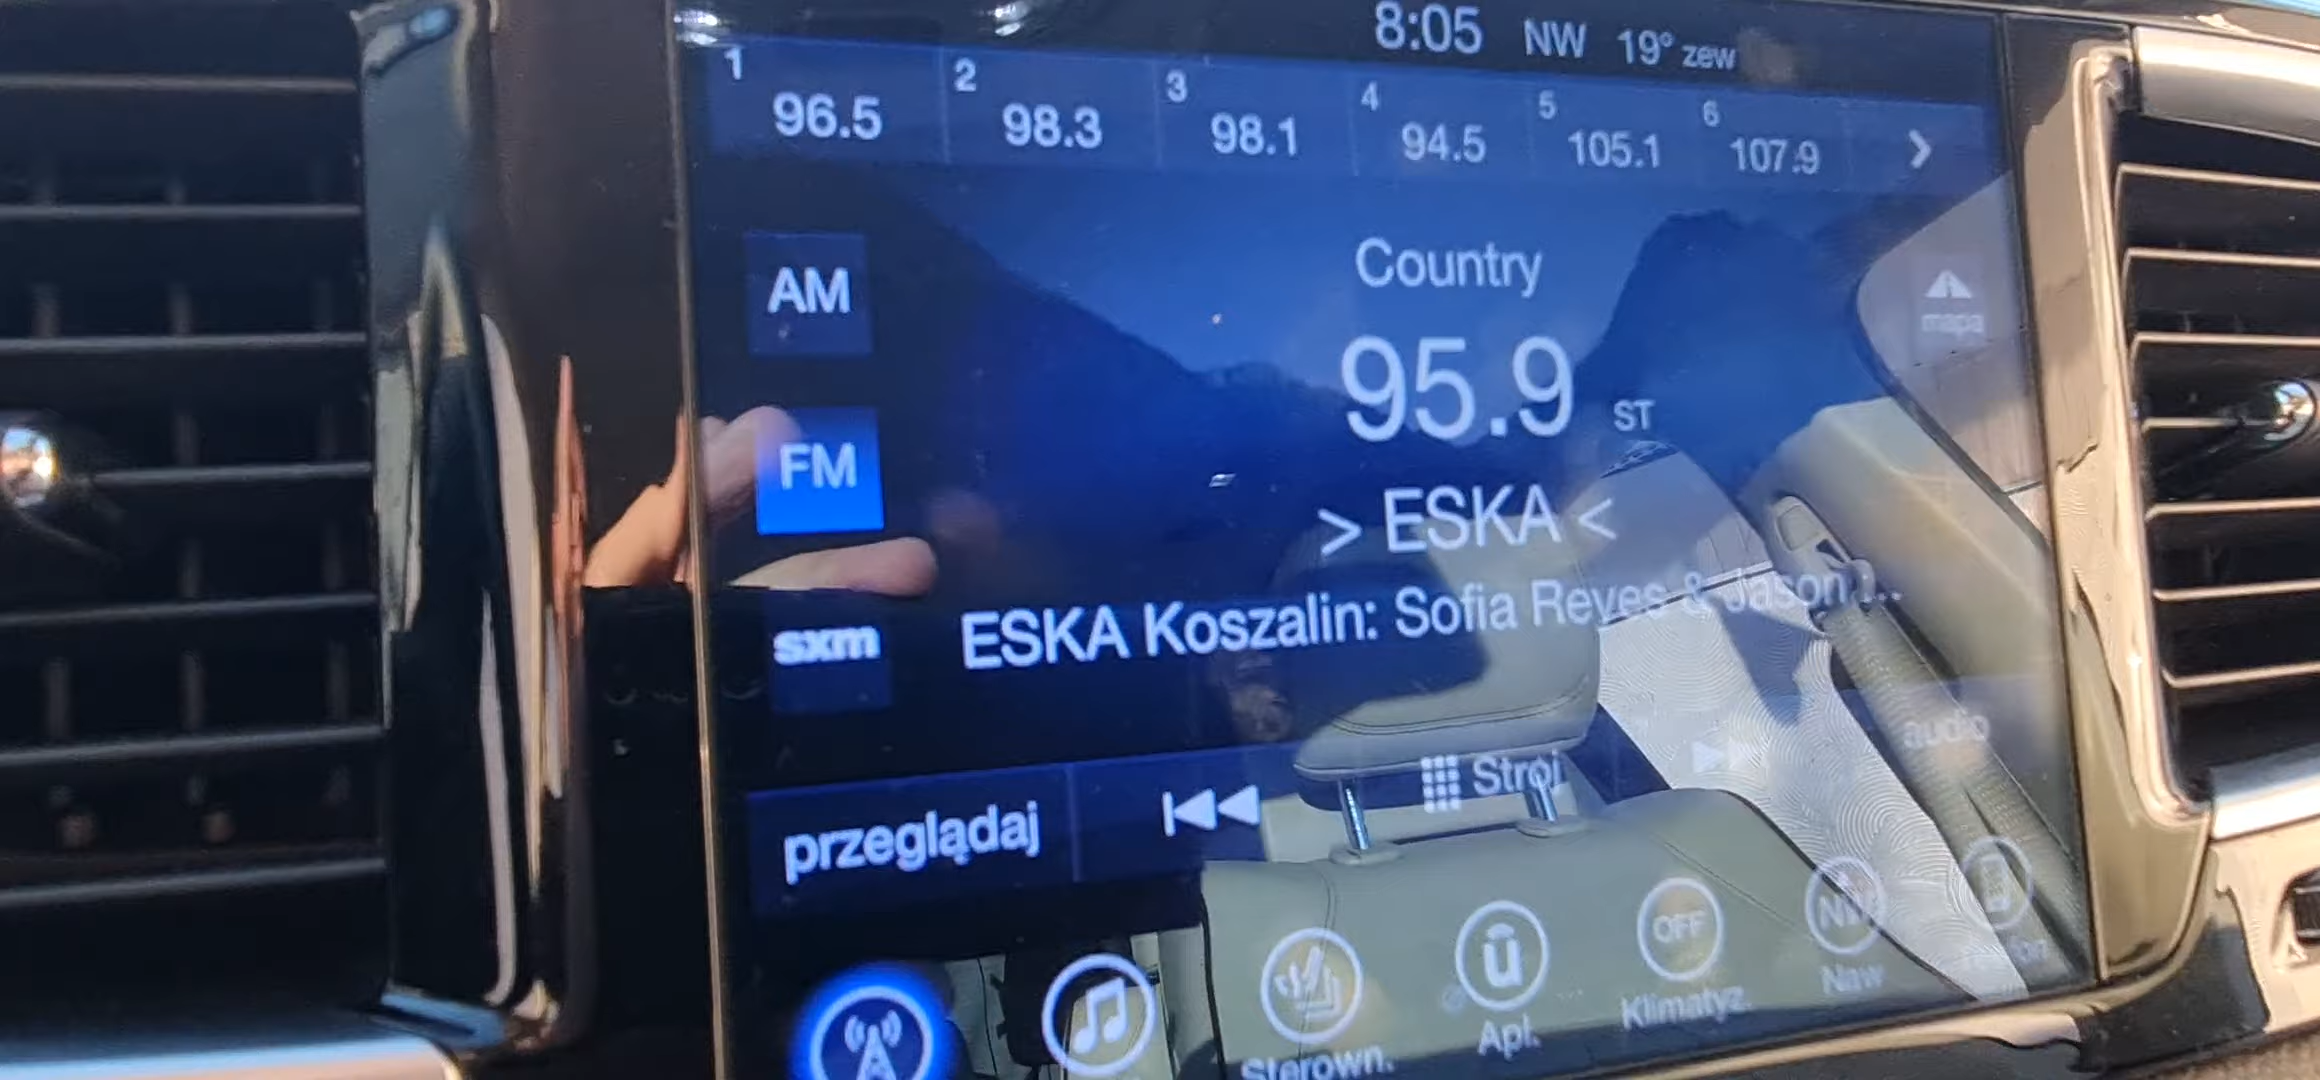 8:05 NW 19° zew
1 96.5 2 98.3 3 98.1 4 94.5 5 105.1 6 107.9
AM
Country
mapa
95.9 ST
FM
> ESKA <
ESKA Koszalin: Sofia Reyes & Jason
sxm
audio
przeglądaj
Strój
OFF
Sterown.
Apl.
Klimatyz.
Naw